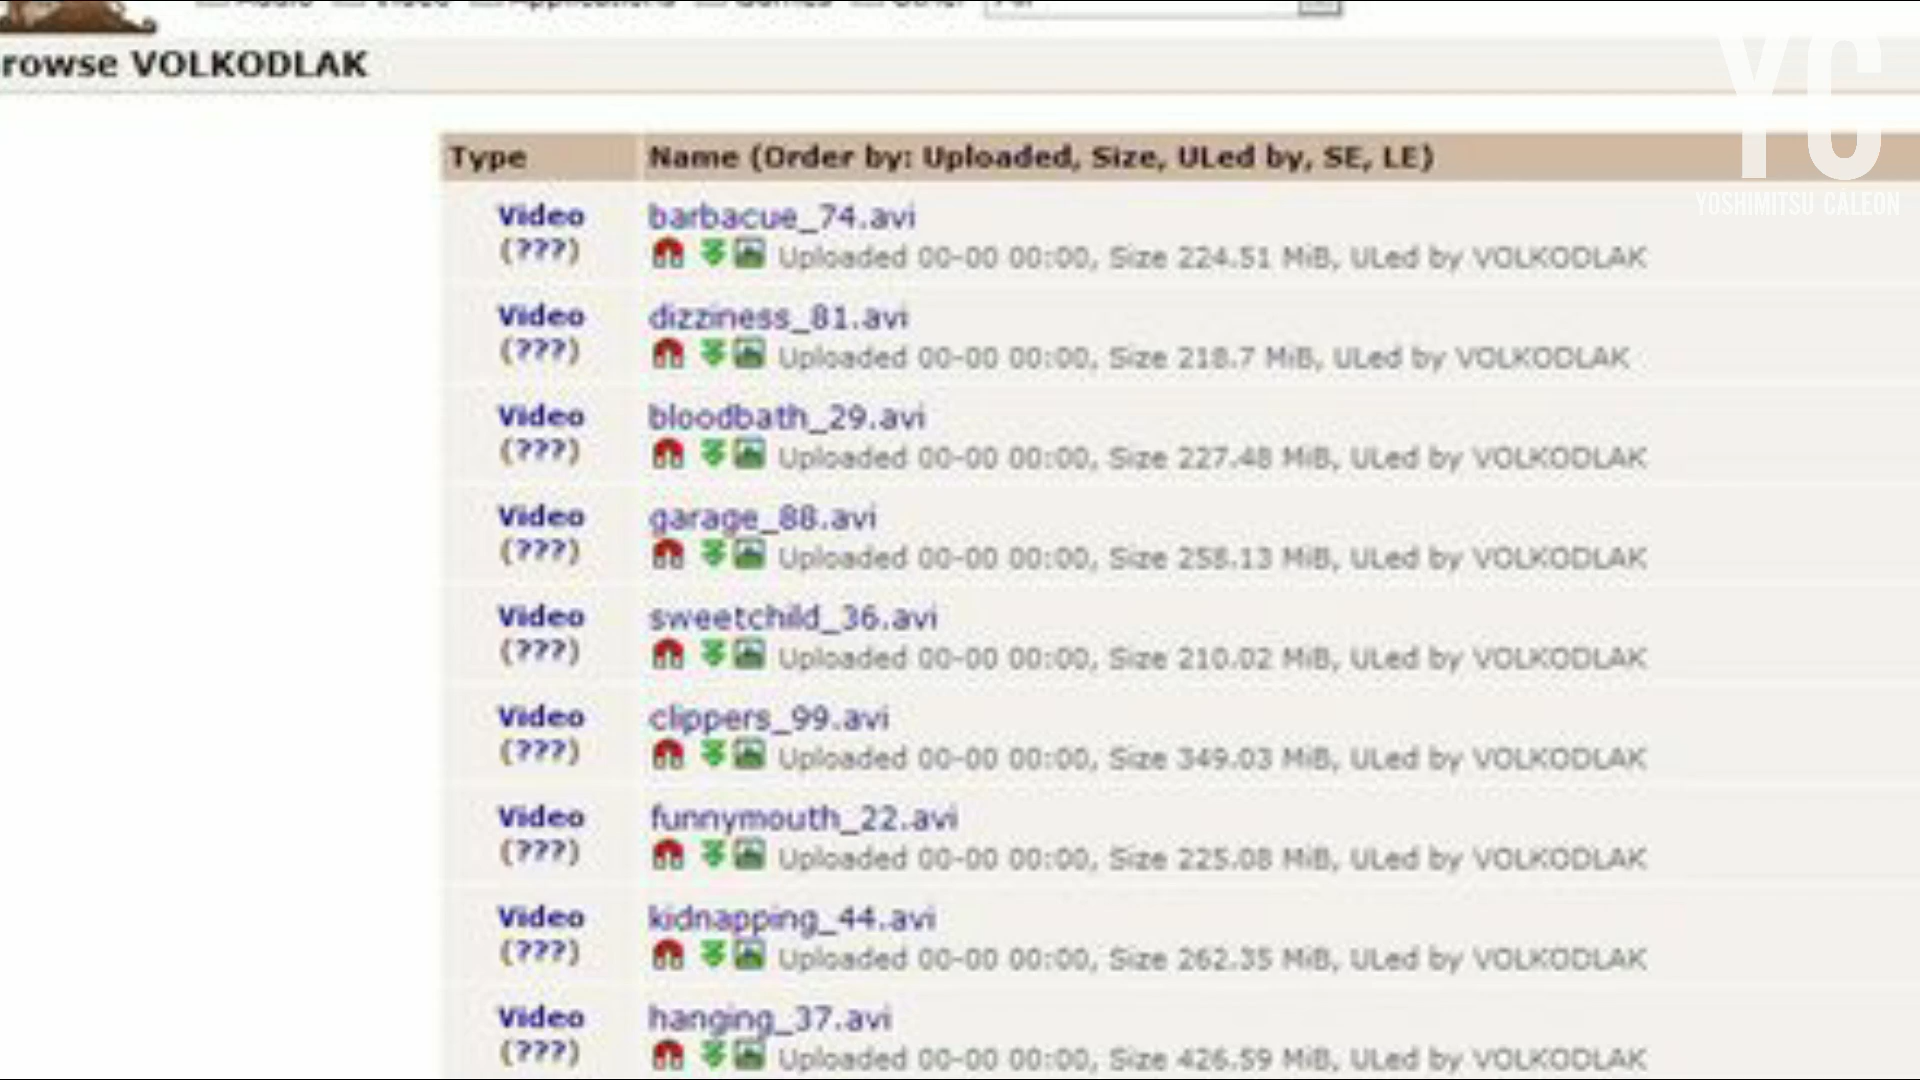 Audio Video Applications Games Other All
rowse VOLKODLAK
YC
YOSHIMITSU CALEON
Type Name (Order by: Uploaded, Size, ULed by, SE, LE)
Video barbacue_74.avi
(???) Uploaded 00-00 00:00, Size 224.51 MiB, ULed by VOLKODLAK
Video dizziness_81.avi
(???) Uploaded 00-00 00:00, Size 218.7 MiB, ULed by VOLKODLAK
Video bloodbath_29.avi
(???) Uploaded 00-00 00:00, Size 227.48 MiB, ULed by VOLKODLAK
Video garage_88.avi
(???) Uploaded 00-00 00:00, Size 258.13 MiB, ULed by VOLKODLAK
Video sweetchild_36.avi
(???) Uploaded 00-00 00:00, Size 210.02 MiB, ULed by VOLKODLAK
Video clippers_99.avi
(???) Uploaded 00-00 00:00, Size 349.03 MiB, ULed by VOLKODLAK
Video funnymouth_22.avi
(???) Uploaded 00-00 00:00, Size 225.08 MiB, ULed by VOLKODLAK
Video kidnapping_44.avi
(???) Uploaded 00-00 00:00, Size 262.35 MiB, ULed by VOLKODLAK
Video hanging_37.avi
(???) Uploaded 00-00 00:00, Size 426.59 MiB, ULed by VOLKODLAK